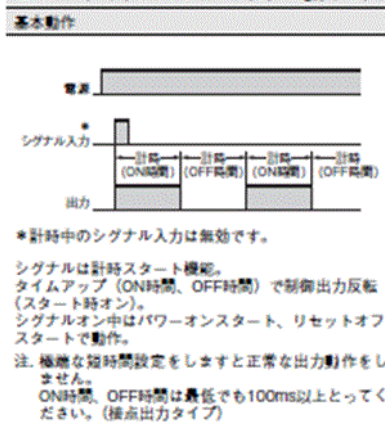 基本動作
電源
*
シグナル入力
計時 計時 計時 計時
(ON時間) (OFF時間) (ON時間) (OFF時間)
出力
*計時中のシグナル入力は無効です。
シグナルは計時スタート機能。
タイムアップ（ON時間、OFF時間）で制御出力反転
(スタート時オン)。
シグナルオン中はパワーオンスタート、リセットオフ
スタートで動作。
注. 極端な短時間設定をしますと正常な出力動作をし
ません。
ON時間、OFF時間は最低でも100ms以上とってく
ださい。（接点出力タイプ）